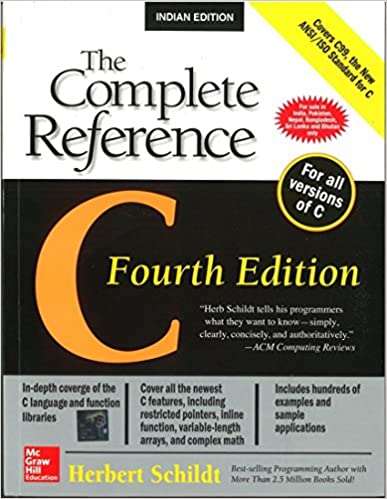 INDIAN EDITION
Covers C99, the New
ANSI/ISO Standard for C
The
Complete
Reference
For sale in
India, Pakistan,
Nepal, Bangladesh,
Sri Lanka and Bhutan
only
For all
versions
of C
C
Fourth Edition
"Herb Schildt tells his programmers
what they want to know—simply,
clearly, concisely, and authoritatively."
—ACM Computing Reviews
In-depth coverge of the
C language and function
libraries
Cover all the newest
C features, including
restricted pointers, inline
function, variable-length
arrays, and complex math
Includes hundreds of
examples and
sample
applications
Mc
Graw
Hill
Education
Herbert Schildt
Best-selling Programming Author with
More Than 2.5 Million Books Sold!